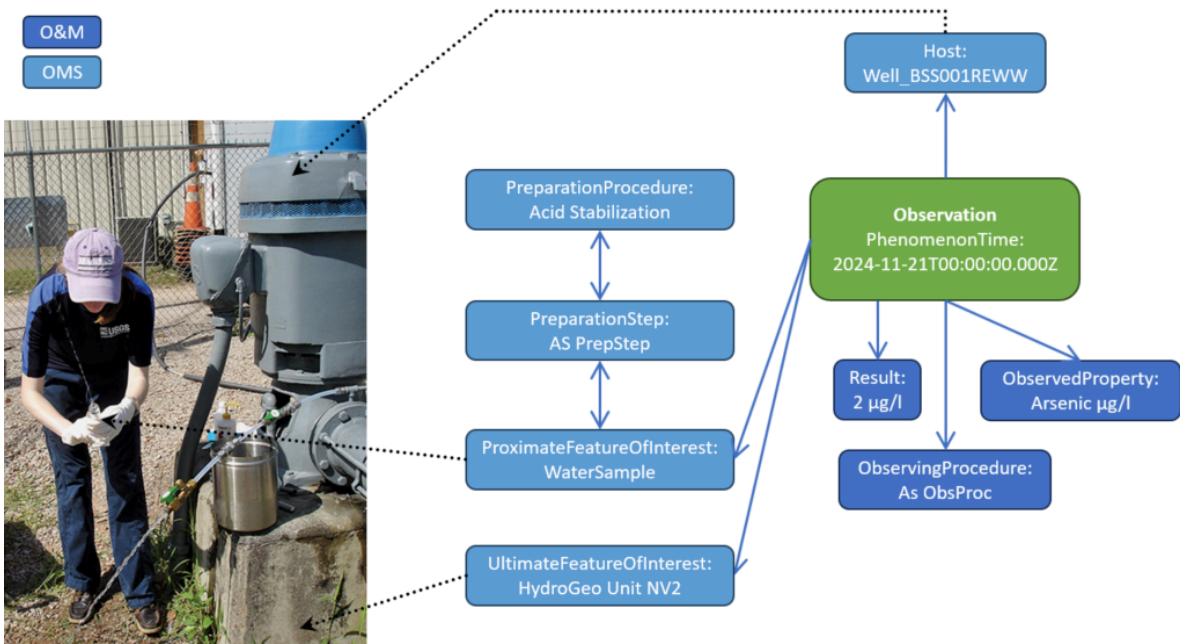 O&M
OMS
Host:
Well_BSS001REWW
PreparationProcedure:
Acid Stabilization
Observation
PhenomenonTime:
2024-11-21T00:00:00.000Z
PreparationStep:
AS PrepStep
USGS
Result:
2 µg/l
ObservedProperty:
Arsenic µg/l
ProximateFeatureOfInterest:
WaterSample
ObservingProcedure:
As ObsProc
UltimateFeatureOfInterest:
HydroGeo Unit NV2